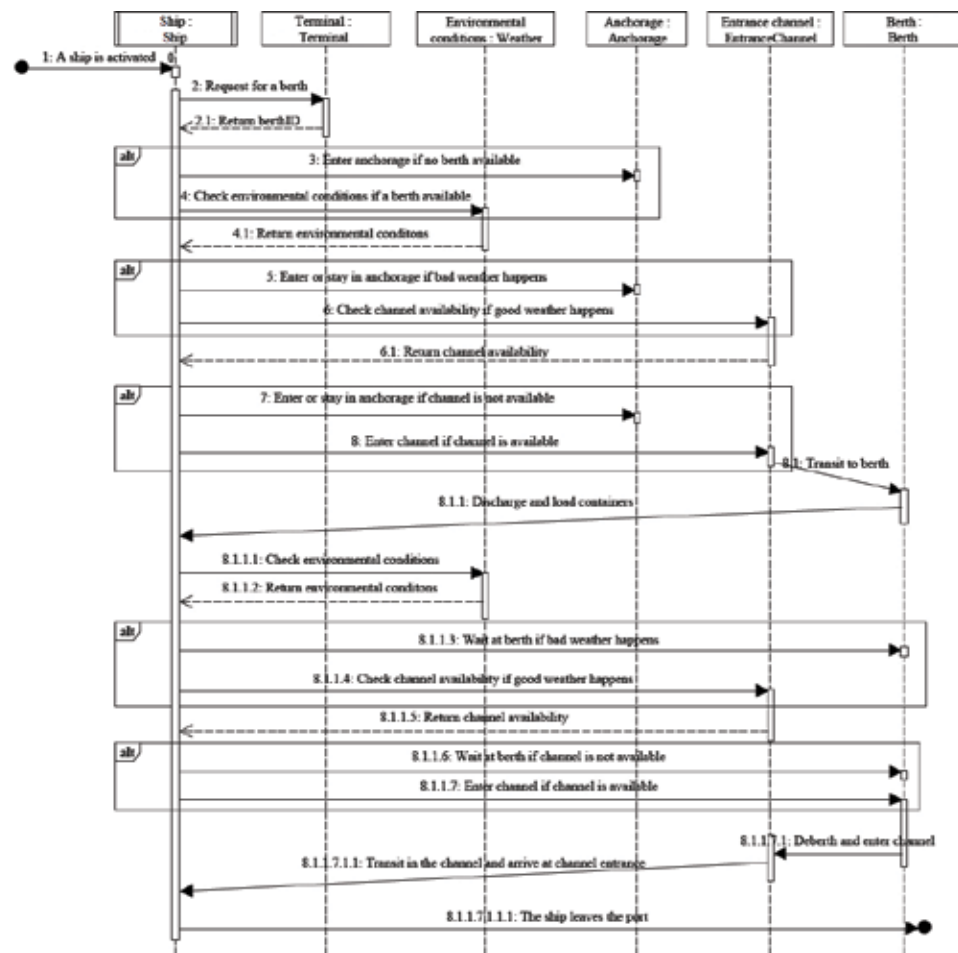 Ship :
Ship
Terminal :
Terminal
Environmental
conditions : Weather
Anchorage :
Anchorage
Entrance channel :
EntranceChannel
Berth :
Berth
1: A ship is activated
2: Request for a berth
2.1: Return berthID
alt
3: Enter anchorage if no berth available
4: Check environmental conditions if a berth available
4.1: Return environmental conditons
alt
5: Enter or stay in anchorage if bad weather happens
6: Check channel availability if good weather happens
6.1: Return channel availability
alt
7: Enter or stay in anchorage if channel is not available
8: Enter channel if channel is available
8.1: Transit to berth
8.1.1: Discharge and load containers
8.1.1.1: Check environmental conditions
8.1.1.2: Return environmental conditons
alt
8.1.1.3: Wait at berth if bad weather happens
8.1.1.4: Check channel availability if good weather happens
8.1.1.5: Return channel availability
alt
8.1.1.6: Wait at berth if channel is not available
8.1.1.7: Enter channel if channel is available
8.1.1.7.1: Deberth and enter channel
8.1.1.7.1.1: Transit in the channel and arrive at channel entrance
8.1.1.7.1.1.1: The ship leaves the port